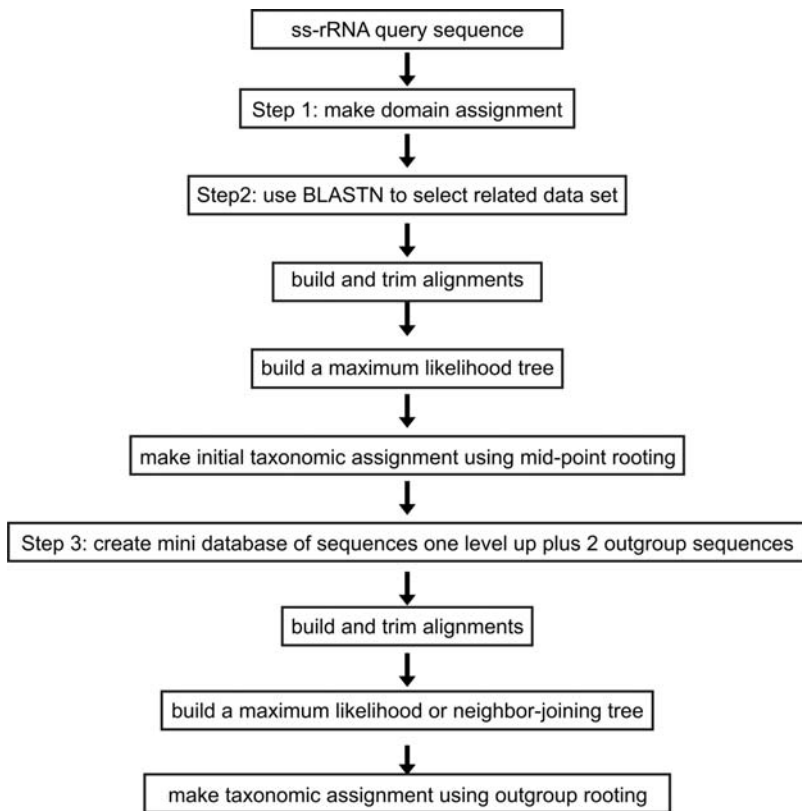 ss-rRNA query sequence
Step 1: make domain assignment
Step2: use BLASTN to select related data set
build and trim alignments
build a maximum likelihood tree
make initial taxonomic assignment using mid-point rooting
Step 3: create mini database of sequences one level up plus 2 outgroup sequences
build and trim alignments
build a maximum likelihood or neighbor-joining tree
make taxonomic assignment using outgroup rooting